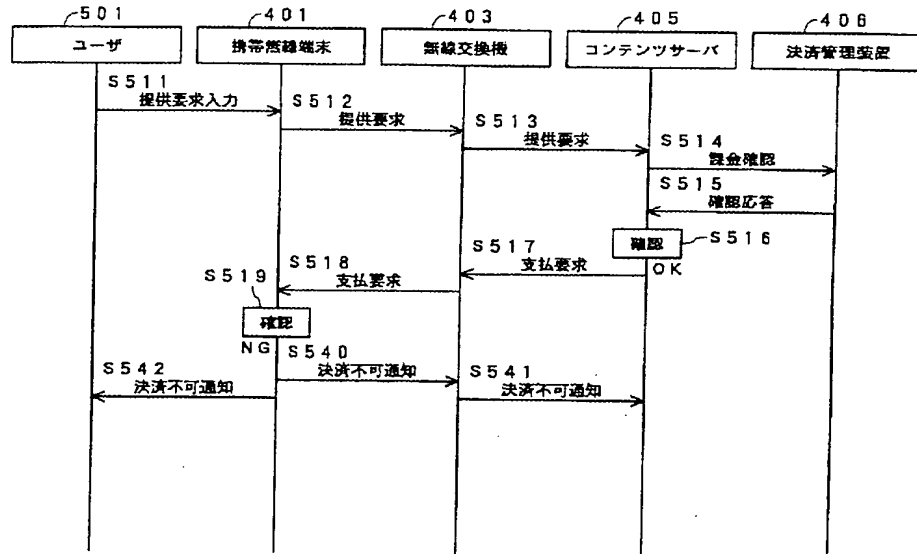 501
401
403
405
406
ユーザ
携帯無線端末
無線交換機
コンテンツサーバ
決済管理装置
S511
提供要求入力
S512
提供要求
S513
提供要求
S514
課金確認
S515
確認応答
確認
S516
OK
S517
支払要求
S518
支払要求
S519
確認
NG
S540
決済不可通知
S541
決済不可通知
S542
決済不可通知